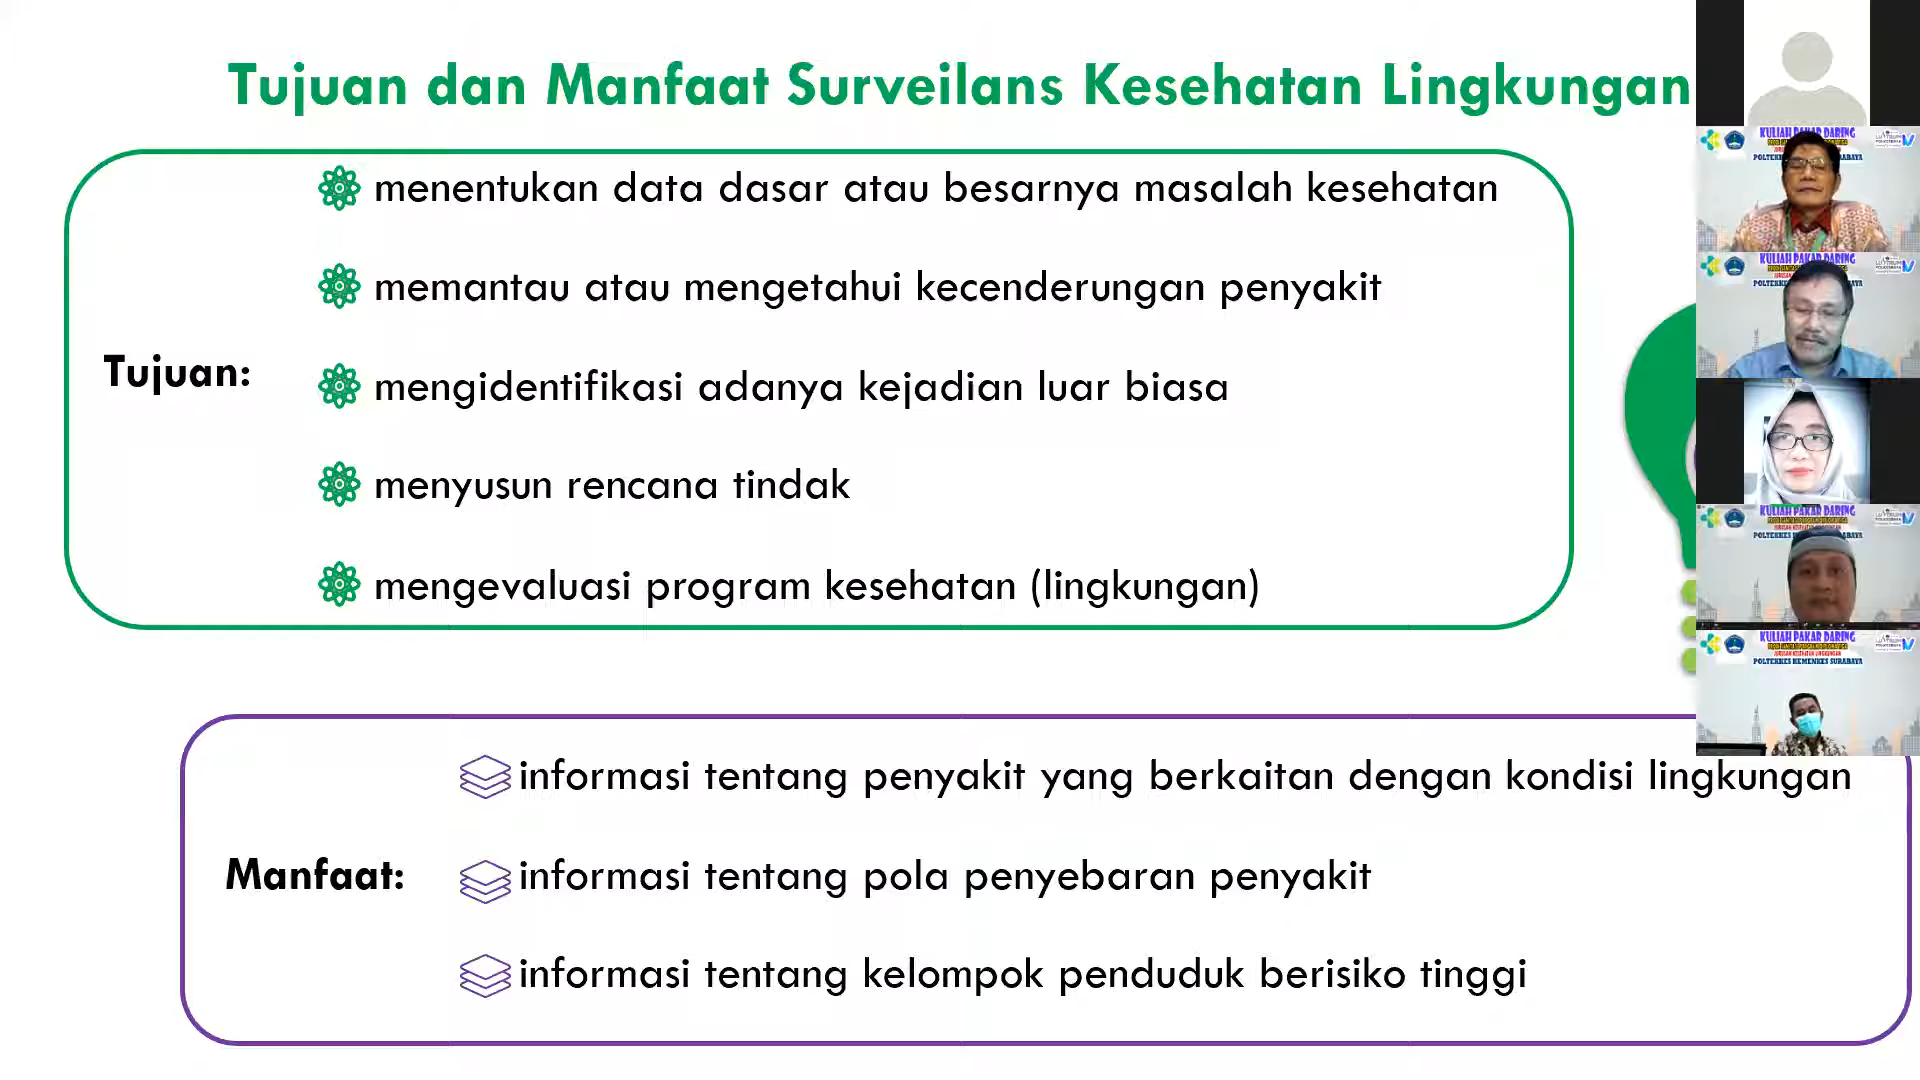 Tujuan dan Manfaat Surveilans Kesehatan Lingkungan
Tujuan:
menentukan data dasar atau besarnya masalah kesehatan
memantau atau mengetahui kecenderungan penyakit
mengidentifikasi adanya kejadian luar biasa
menyusun rencana tindak
mengevaluasi program kesehatan (lingkungan)
Manfaat:
informasi tentang penyakit yang berkaitan dengan kondisi lingkungan
informasi tentang pola penyebaran penyakit
informasi tentang kelompok penduduk berisiko tinggi
KULIAH PAKAR DARING
KULIAH PAKAR DARING
KULIAH PAKAR DARING
KULIAH PAKAR DARING
JURUSAN KESEHATAN LINGKUNGAN
POLTEKKES KEMENKES SURABAYA